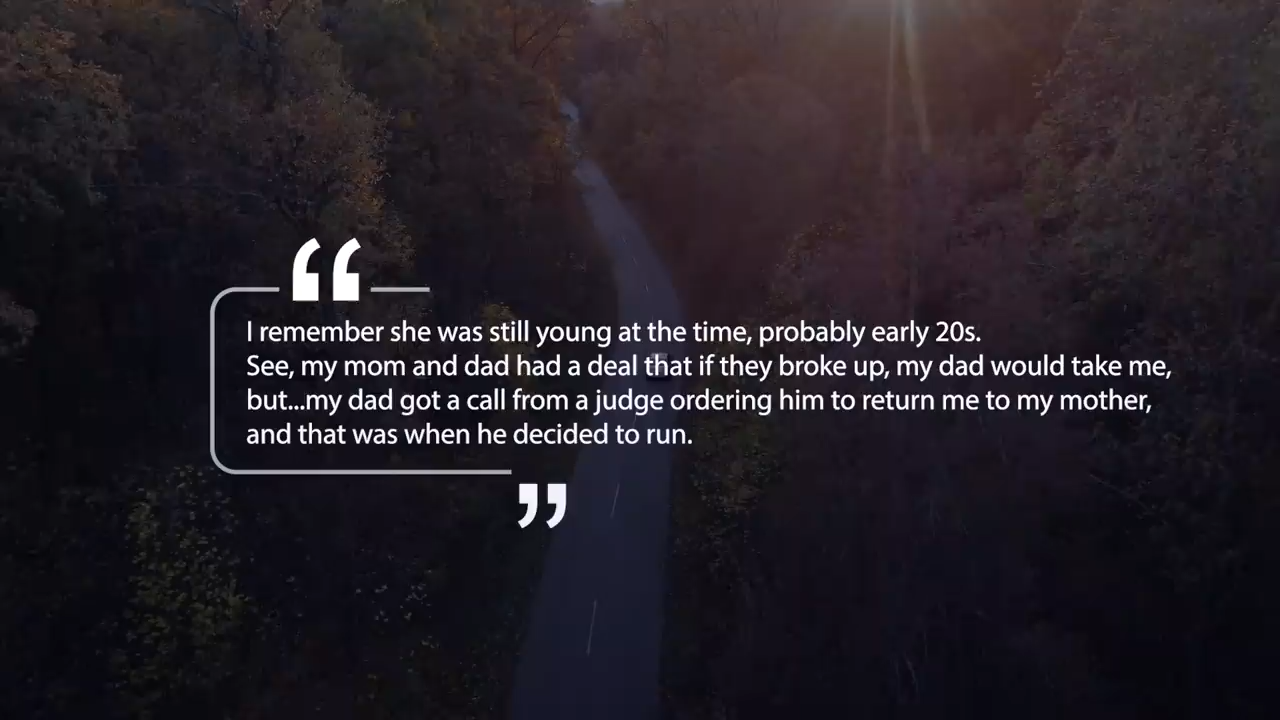 “
I remember she was still young at the time, probably early 20s.
See, my mom and dad had a deal that if they broke up, my dad would take me,
but...my dad got a call from a judge ordering him to return me to my mother,
and that was when he decided to run.
”